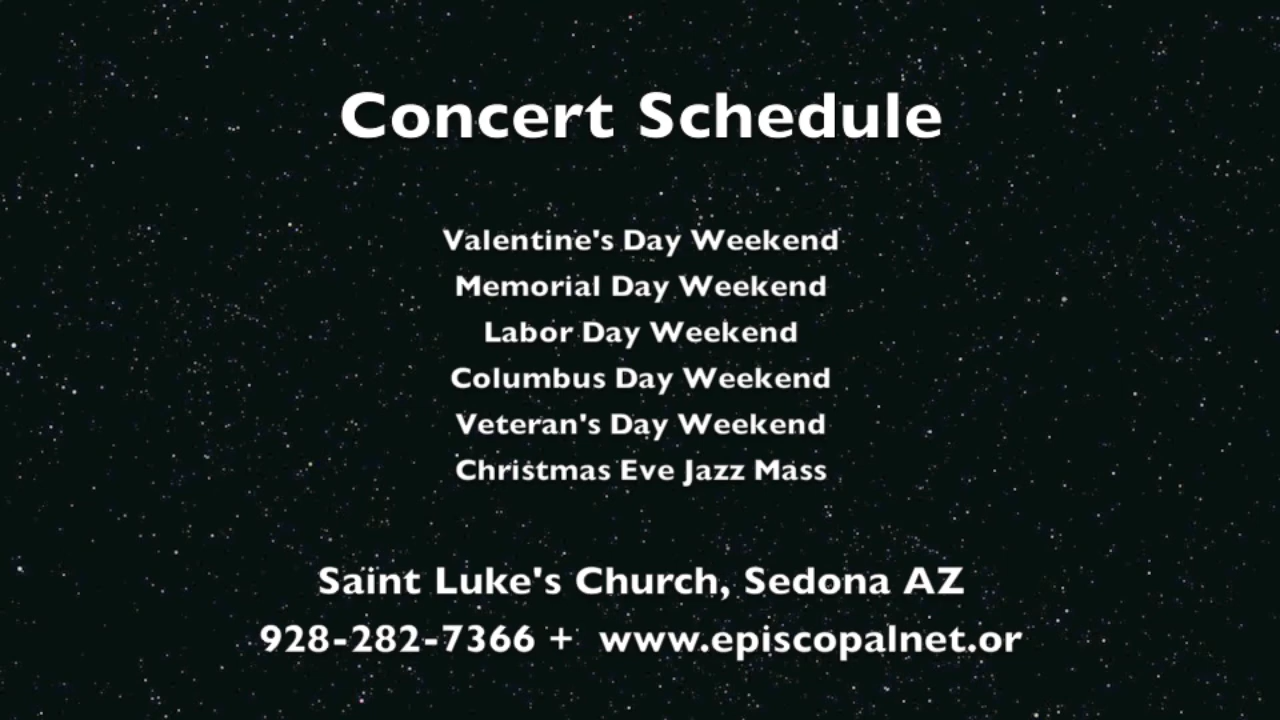 Concert Schedule
Valentine's Day Weekend
Memorial Day Weekend
Labor Day Weekend
Columbus Day Weekend
Veteran's Day Weekend
Christmas Eve Jazz Mass
Saint Luke's Church, Sedona AZ
928-282-7366 + www.episcopalnet.or